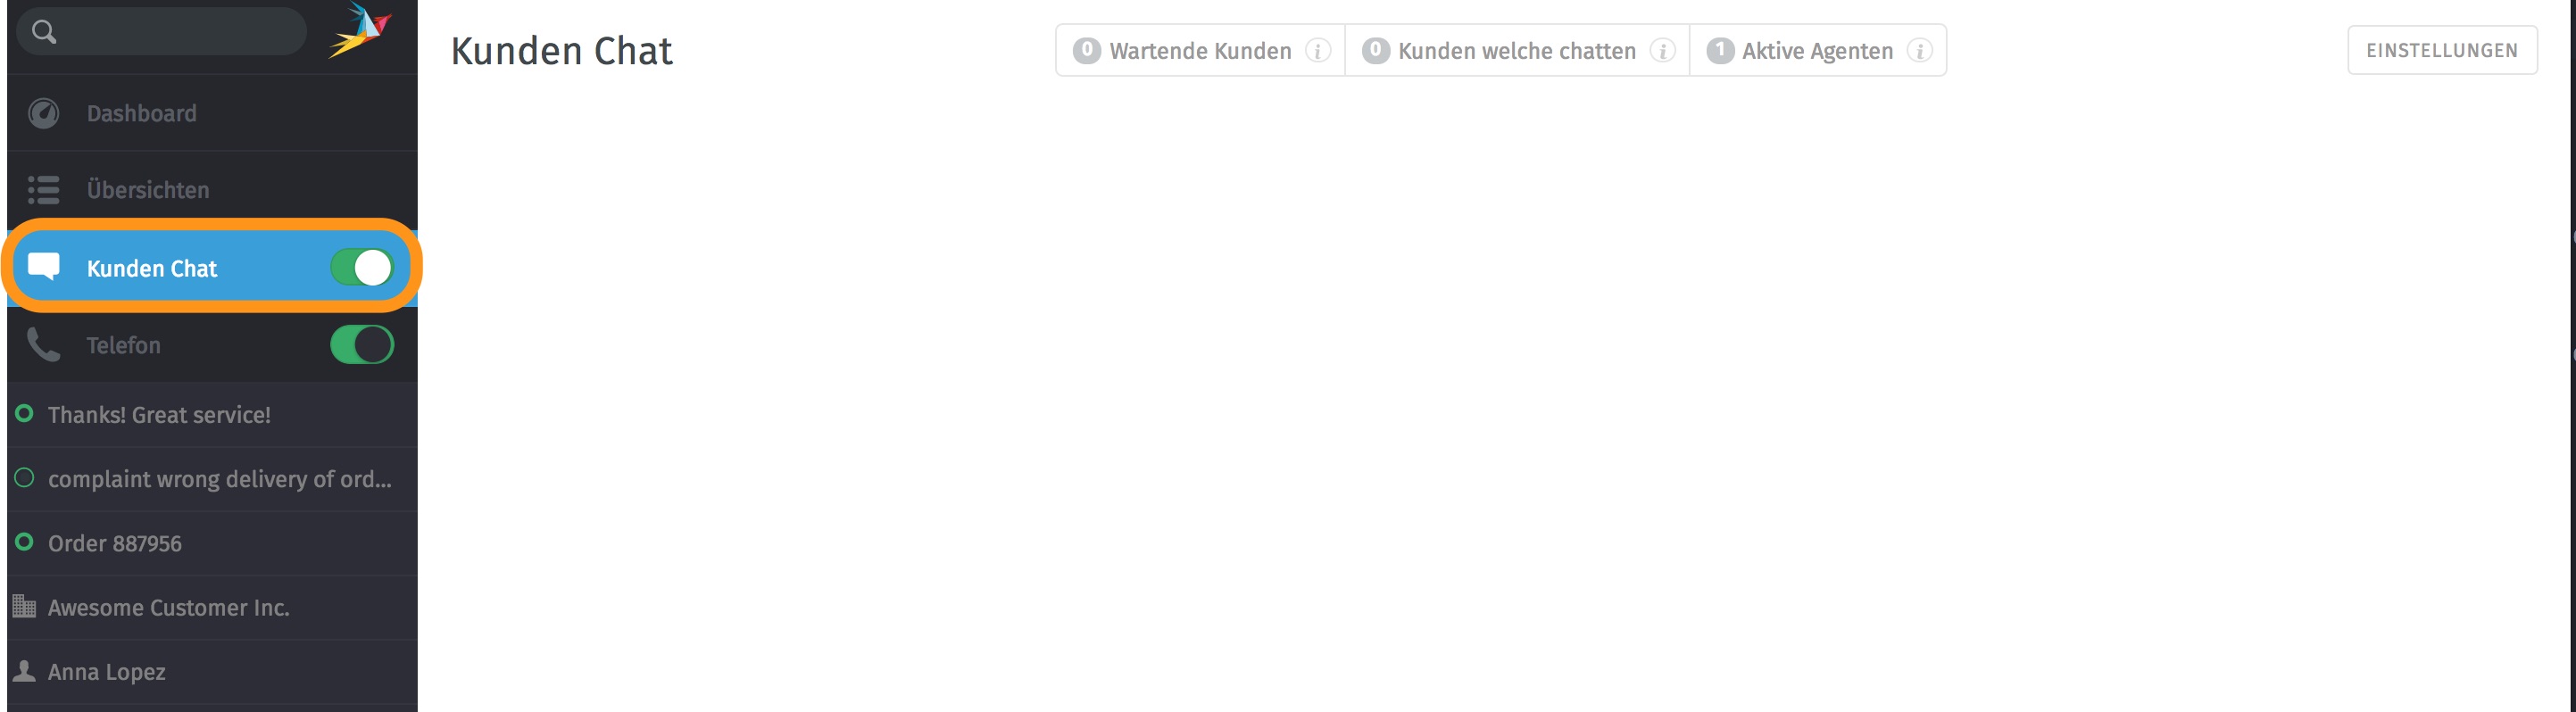 Kunden Chat
0 Wartende Kunden i
0 Kunden welche chatten i
1 Aktive Agenten i
EINSTELLUNGEN
Dashboard
Übersichten
Kunden Chat
Telefon
Thanks! Great service!
complaint wrong delivery of ord...
Order 887956
Awesome Customer Inc.
Anna Lopez